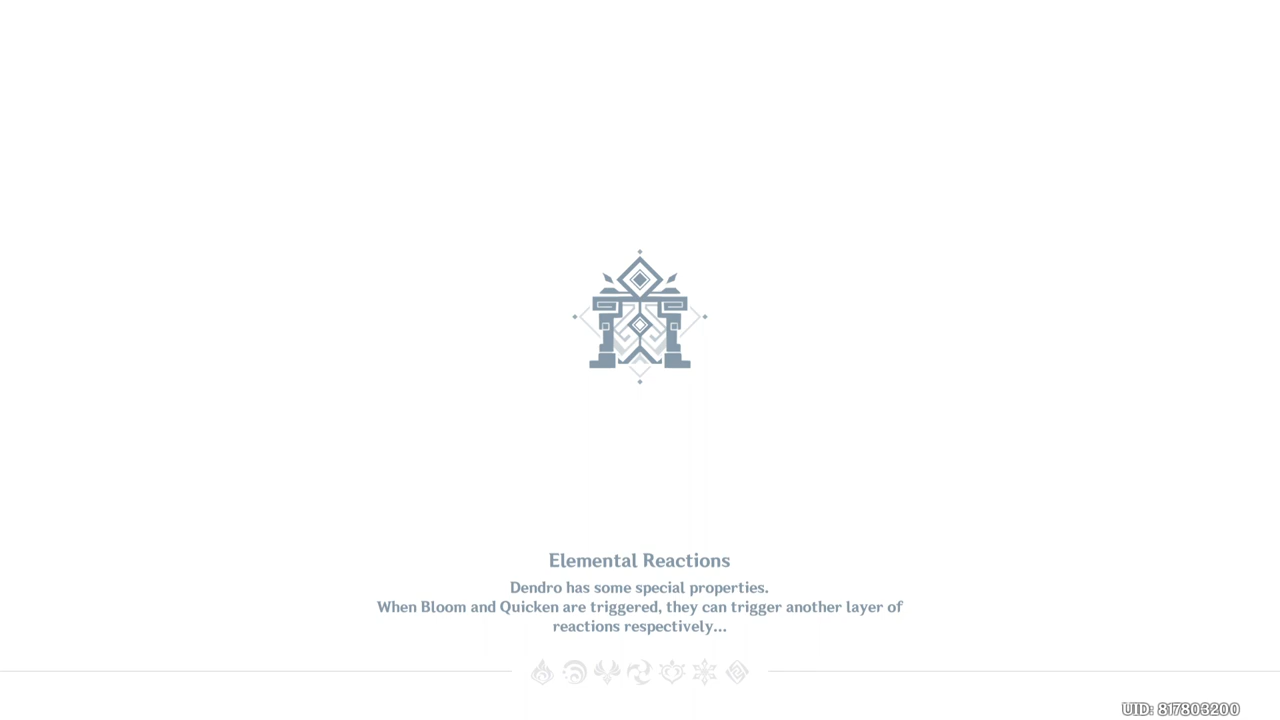 Elemental Reactions
Dendro has some special properties.
When Bloom and Quicken are triggered, they can trigger another layer of
reactions respectively...
UID: 817803200